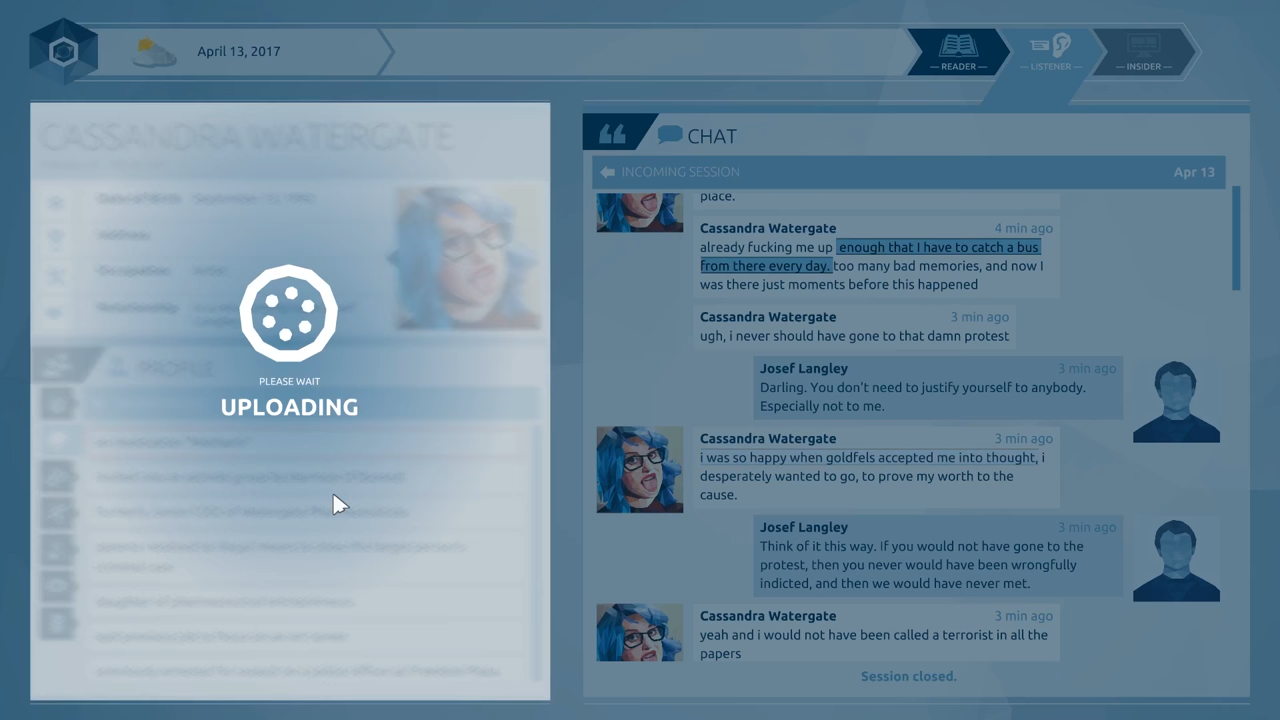 April 13, 2017
— READER —
— LISTENER —
— INSIDER —
CASSANDRA WATERGATE
PROFILE
PLEASE WAIT
UPLOADING
CHAT
INCOMING SESSION
Apr 13
place.
Cassandra Watergate
4 min ago
already fucking me up enough that I have to catch a bus
from there every day. too many bad memories, and now I
was there just moments before this happened
Cassandra Watergate
3 min ago
ugh, i never should have gone to that damn protest
Josef Langley
3 min ago
Darling. You don't need to justify yourself to anybody.
Especially not to me.
Cassandra Watergate
3 min ago
i was so happy when goldfels accepted me into thought, i
desperately wanted to go, to prove my worth to the
cause.
Josef Langley
3 min ago
Think of it this way. If you would not have gone to the
protest, then you never would have been wrongfully
indicted, and then we would have never met.
Cassandra Watergate
3 min ago
yeah and i would not have been called a terrorist in all the
papers
Session closed.